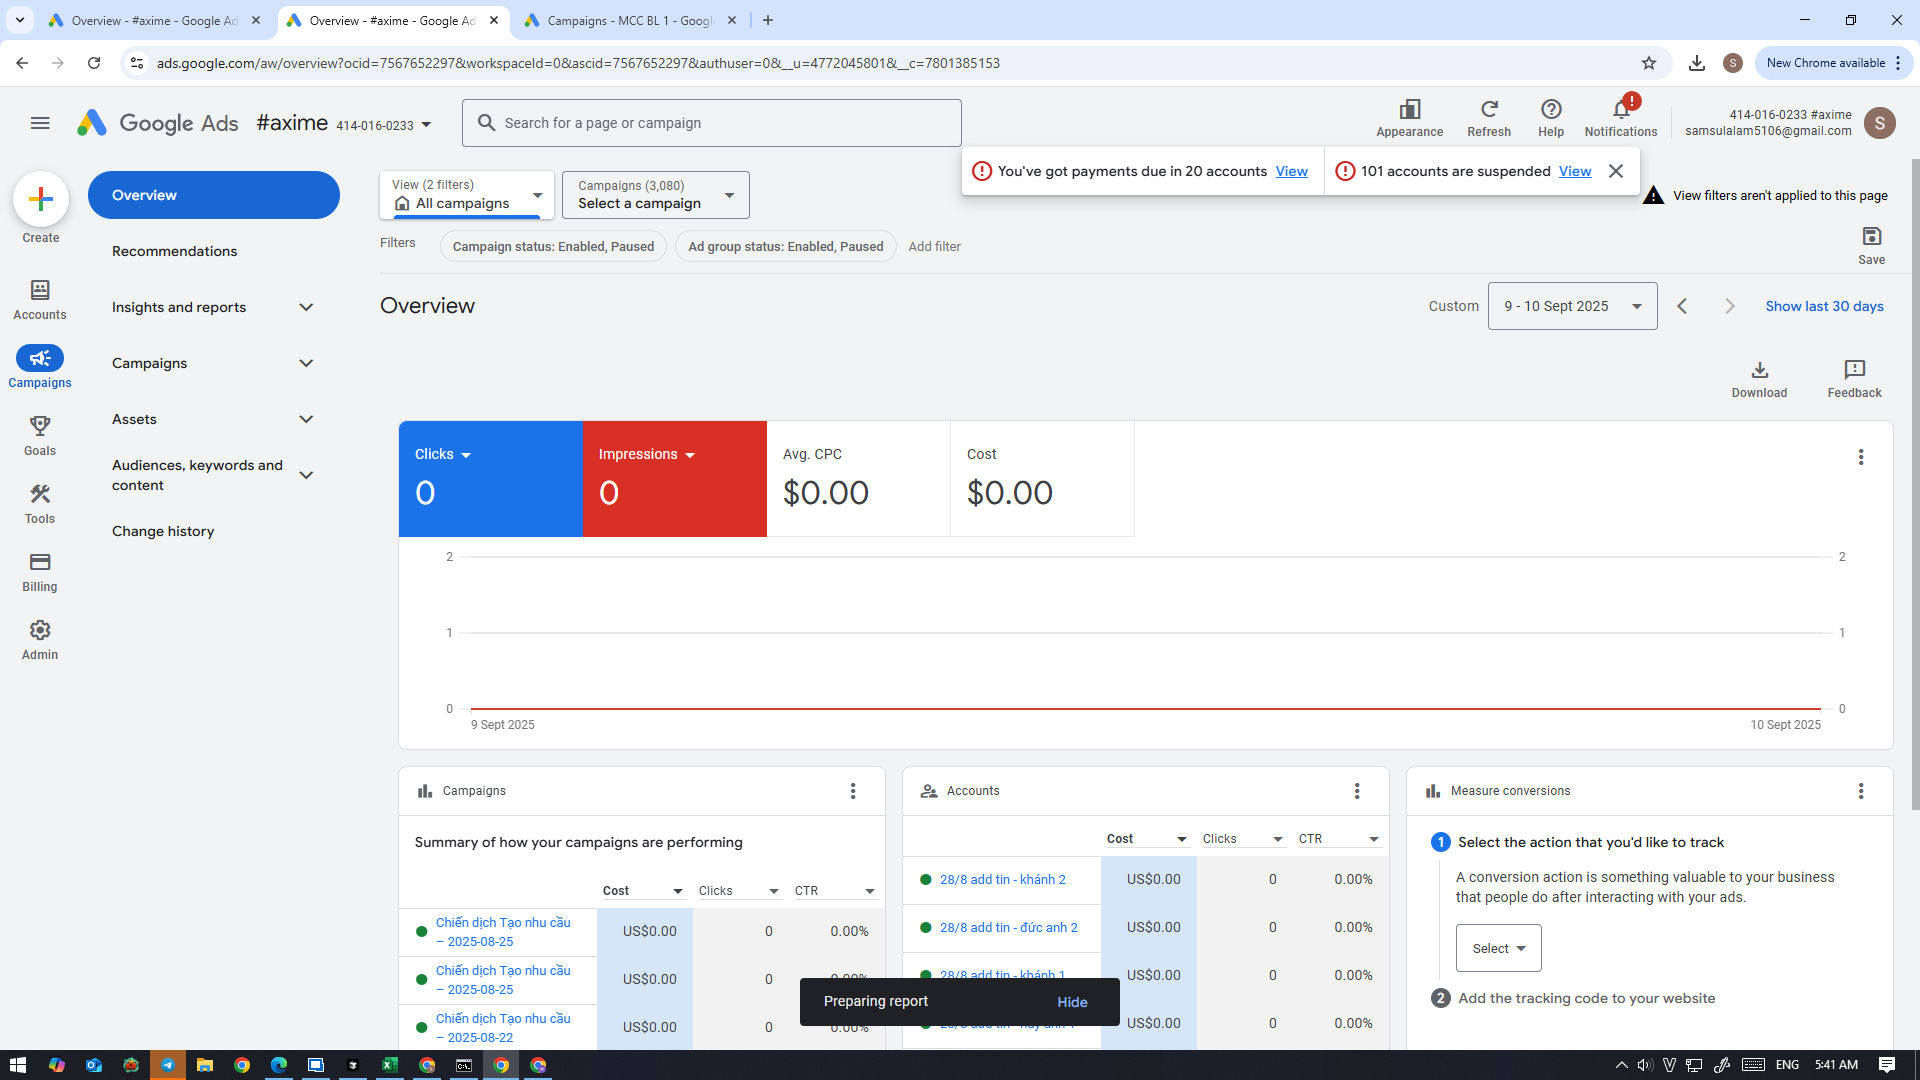 Overview - #axime - Google Ad
Overview - #axime - Google Ad
Campaigns - MCC BL 1 - Googl
ads.google.com/aw/overview?ocid=7567652297&workspaceId=0&ascid=7567652297&authuser=0&__u=4772045801&__c=7801385153
S
New Chrome available
Google Ads
#axime 414-016-0233
Search for a page or campaign
Appearance
Refresh
Help
!
Notifications
414-016-0233 #axime
samsulalam5106@gmail.com
S
You've got payments due in 20 accounts View
101 accounts are suspended View
View filters aren't applied to this page
Create
Accounts
Campaigns
Goals
Tools
Billing
Admin
Overview
Recommendations
Insights and reports
Campaigns
Assets
Audiences, keywords and
content
Change history
View (2 filters)
All campaigns
Campaigns (3,080)
Select a campaign
Filters
Campaign status: Enabled, Paused
Ad group status: Enabled, Paused
Add filter
Save
Overview
Custom
9 - 10 Sept 2025
Show last 30 days
Download
Feedback
Clicks
0
Impressions
0
Avg. CPC
$0.00
Cost
$0.00
2
2
1
1
0
0
9 Sept 2025
10 Sept 2025
Campaigns
Summary of how your campaigns are performing
Cost Clicks CTR
Chiến dịch Tạo nhu cầu
– 2025-08-25
US$0.00 0 0.00%
Chiến dịch Tạo nhu cầu
– 2025-08-25
US$0.00 0 0.00%
Chiến dịch Tạo nhu cầu
– 2025-08-22
US$0.00 0 0.00%
Accounts
Cost Clicks CTR
28/8 add tin - khánh 2 US$0.00 0 0.00%
28/8 add tin - đức anh 2 US$0.00 0 0.00%
28/8 add tin - khánh 1 US$0.00 0 0.00%
US$0.00 0 0.00%
Measure conversions
1 Select the action that you'd like to track
A conversion action is something valuable to your business
that people do after interacting with your ads.
Select
2 Add the tracking code to your website
Preparing report
Hide
ENG
5:41 AM